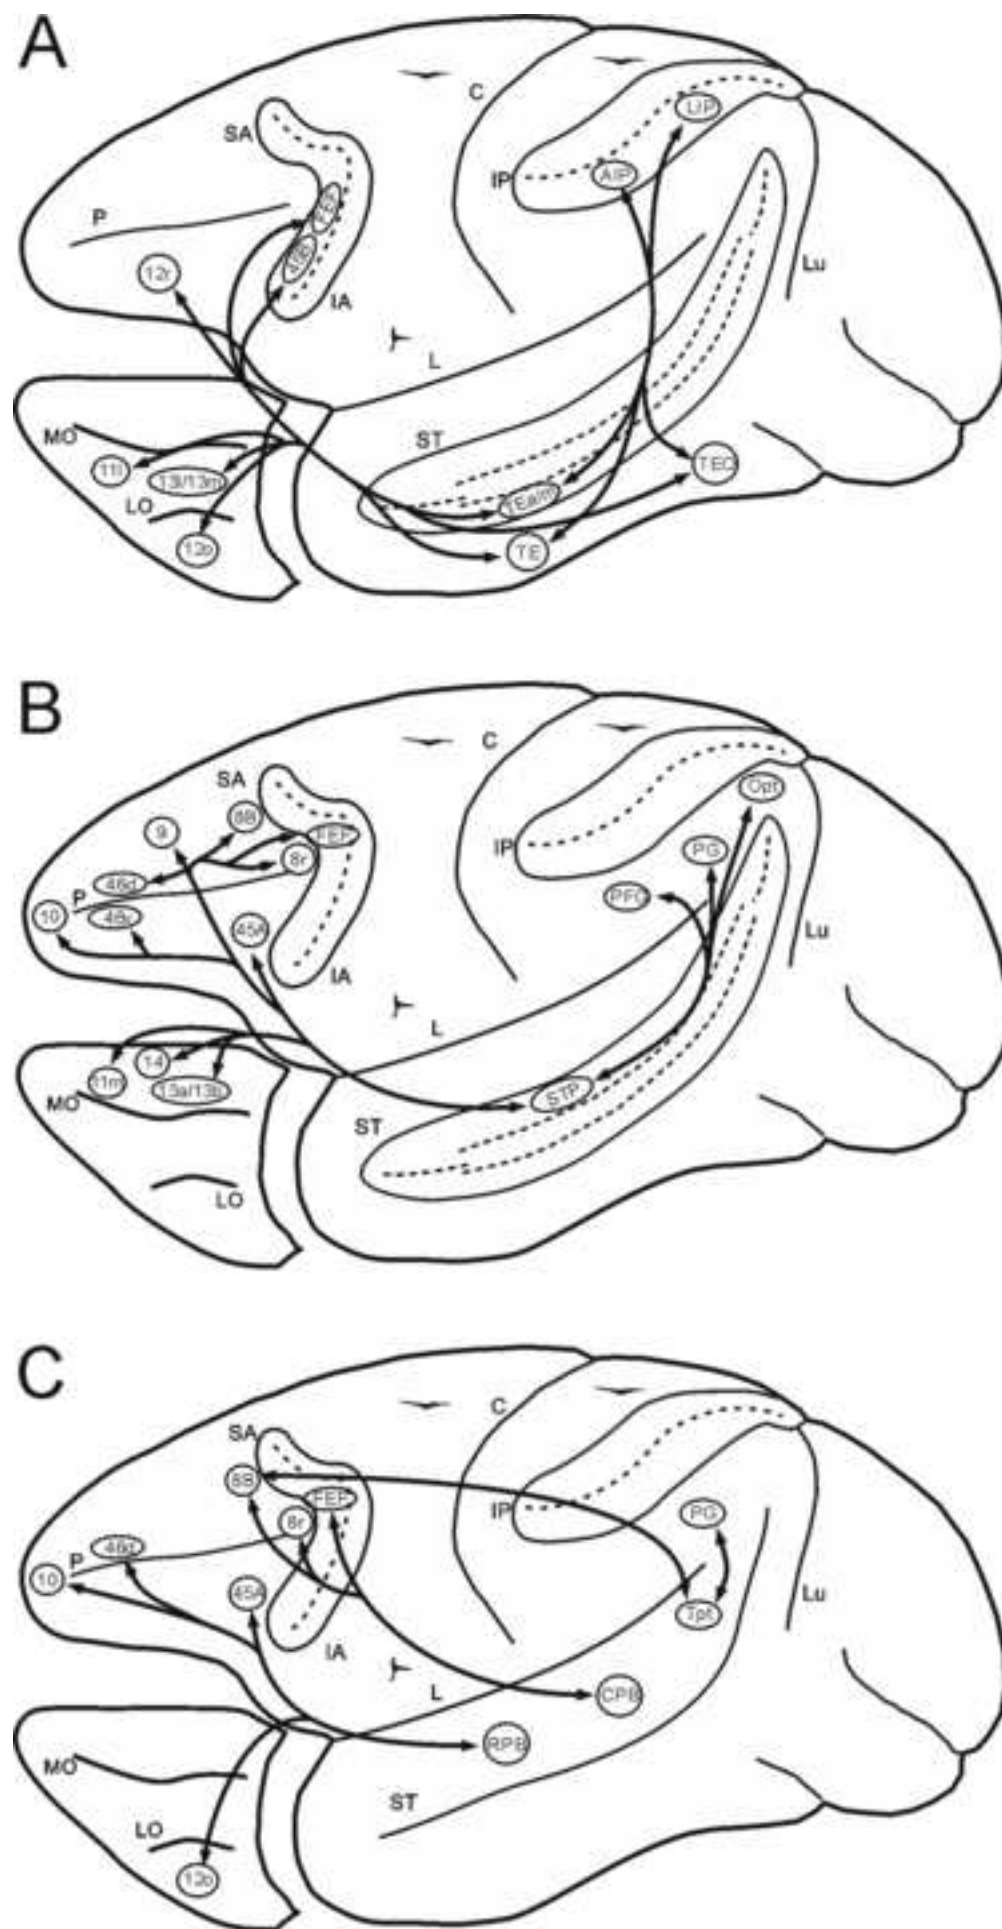 A
C
SA
LIP
IP
AIP
FEF
P
45B
12r
Lu
IA
L
MO
ST
11l
13l/13m
TEO
LO
TEa/m
12o
TE
B
C
SA
Opt
8B
9
FEF
IP
PG
8r
46d
P
PFG
10
46v
45A
Lu
IA
L
14
11m
13a/13b
STP
MO
ST
LO
C
C
SA
8B
FEF
IP
PG
8r
46d
P
10
45A
Tpt
Lu
IA
L
CPB
RPB
MO
ST
LO
12o